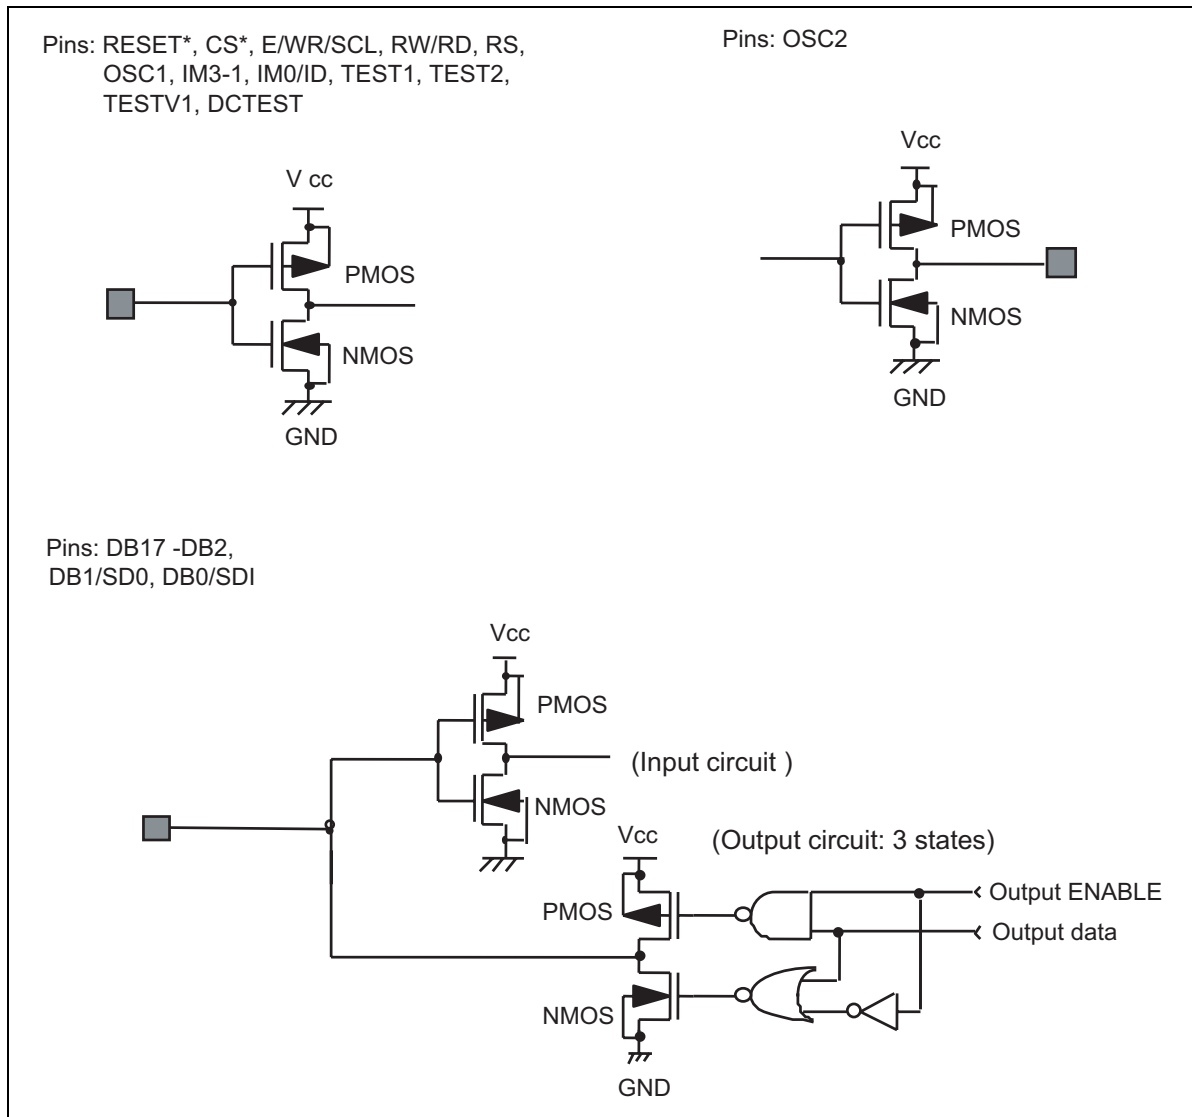 Pins: RESET*, CS*, E/WR/SCL, RW/RD, RS,
OSC1, IM3-1, IM0/ID, TEST1, TEST2,
TESTV1, DCTEST
V cc
PMOS
NMOS
GND
Pins: OSC2
Vcc
PMOS
NMOS
GND
Pins: DB17 -DB2,
DB1/SD0, DB0/SDI
Vcc
PMOS
(Input circuit )
NMOS
Vcc
(Output circuit: 3 states)
PMOS
Output ENABLE
Output data
NMOS
GND